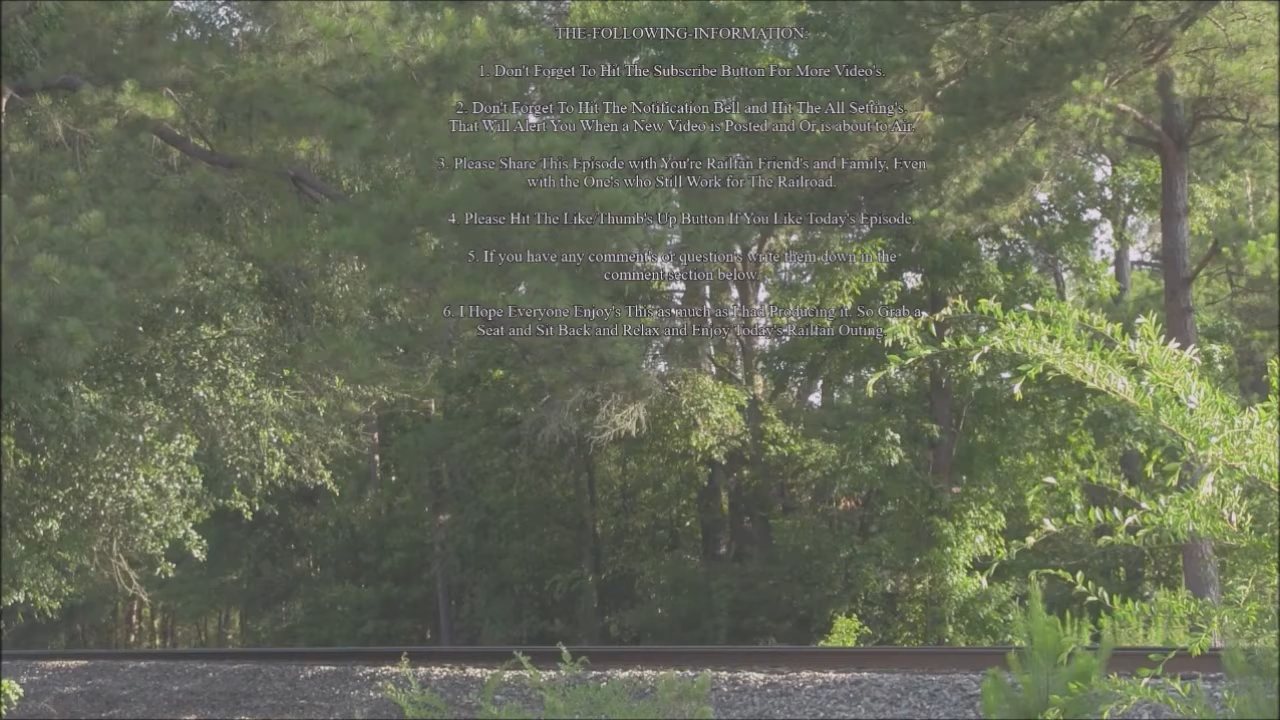 THE-FOLLOWING-INFORMATION:
1. Don't Forget To Hit The Subscribe Button For More Video's.
2. Don't Forget To Hit The Notification Bell and Hit The All Setting's
That Will Alert You When a New Video is Posted and Or is about to Air.
3. Please Share This Episode with You're Railfan Friend's and Family, Even
with the One's who Still Work for The Railroad.
4. Please Hit The Like/Thumb's Up Button If You Like Today's Episode.
5. If you have any comment's or question's write them down in the
comment section below.
6. I Hope Everyone Enjoy's This as much as I had Producing it. So Grab a
Seat and Sit Back and Relax and Enjoy Today's Railfan Outing.